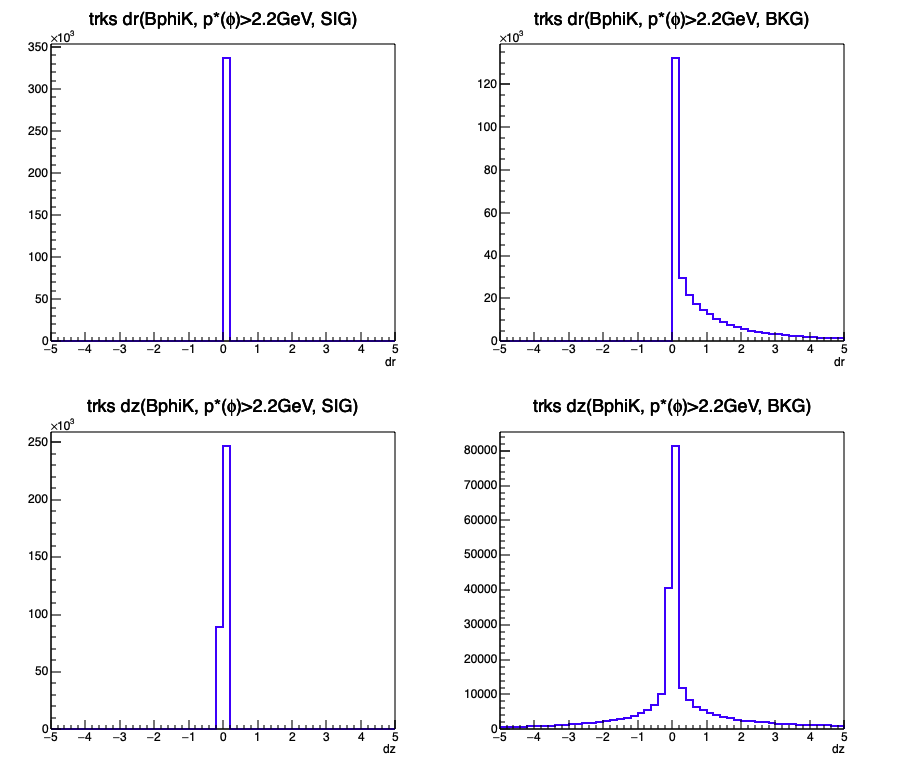 trks dr(BphiK, p*(ϕ)>2.2GeV, SIG)
×10³
350
300
250
200
150
100
50
0
−5 −4 −3 −2 −1 0 1 2 3 4 5
dr
trks dr(BphiK, p*(ϕ)>2.2GeV, BKG)
×10³
120
100
80
60
40
20
0
−5 −4 −3 −2 −1 0 1 2 3 4 5
dr
trks dz(BphiK, p*(ϕ)>2.2GeV, SIG)
×10³
250
200
150
100
50
0
−5 −4 −3 −2 −1 0 1 2 3 4 5
dz
trks dz(BphiK, p*(ϕ)>2.2GeV, BKG)
80000
70000
60000
50000
40000
30000
20000
10000
0
−5 −4 −3 −2 −1 0 1 2 3 4 5
dz